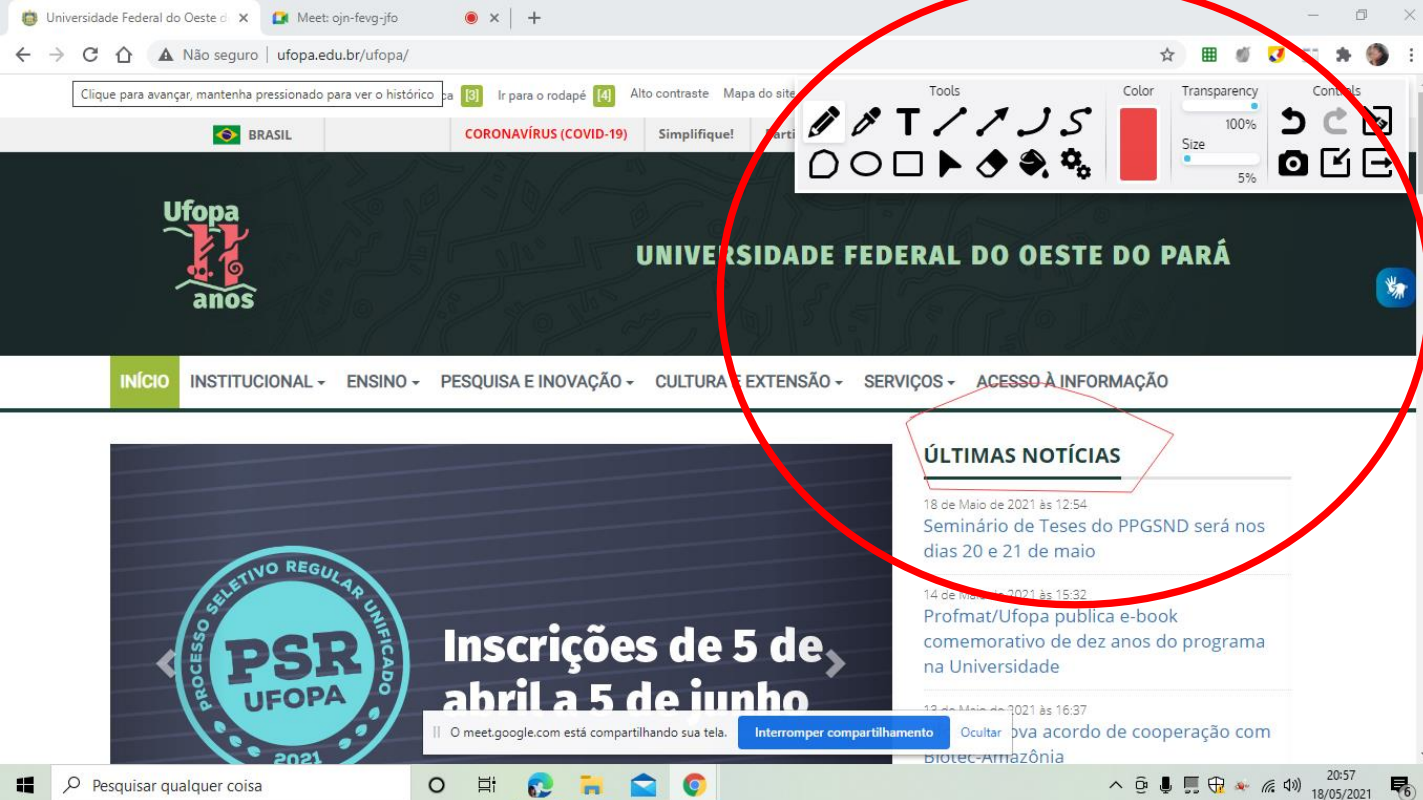 Universidade Federal do Oeste d
Meet: ojn-fevg-jfo
Não seguro
ufopa.edu.br/ufopa/
Clique para avançar, mantenha pressionado para ver o histórico
[3]
Ir para o rodapé [4]
Alto contraste
Mapa do site
BRASIL
CORONAVÍRUS (COVID-19)
Simplifique!
Tools
Color
Transparency
100%
Size
5%
Controls
T
Ufopa
11
anos
UNIVERSIDADE FEDERAL DO OESTE DO PARÁ
INÍCIO
INSTITUCIONAL
ENSINO
PESQUISA E INOVAÇÃO
CULTURA E EXTENSÃO
SERVIÇOS
ACESSO À INFORMAÇÃO
PROCESSO SELETIVO REGULAR UNIFICADO
PSR
UFOPA
2021
Inscrições de 5 de
abril a 5 de junho
ÚLTIMAS NOTÍCIAS
18 de Maio de 2021 às 12:54
Seminário de Teses do PPGSND será nos
dias 20 e 21 de maio
14 de Maio de 2021 às 15:32
Profmat/Ufopa publica e-book
comemorativo de dez anos do programa
na Universidade
13 de Maio de 2021 às 16:37
acordo de cooperação com
Biotec-Amazônia
O meet.google.com está compartilhando sua tela.
Interromper compartilhamento
Ocultar
Pesquisar qualquer coisa
20:57
18/05/2021
6